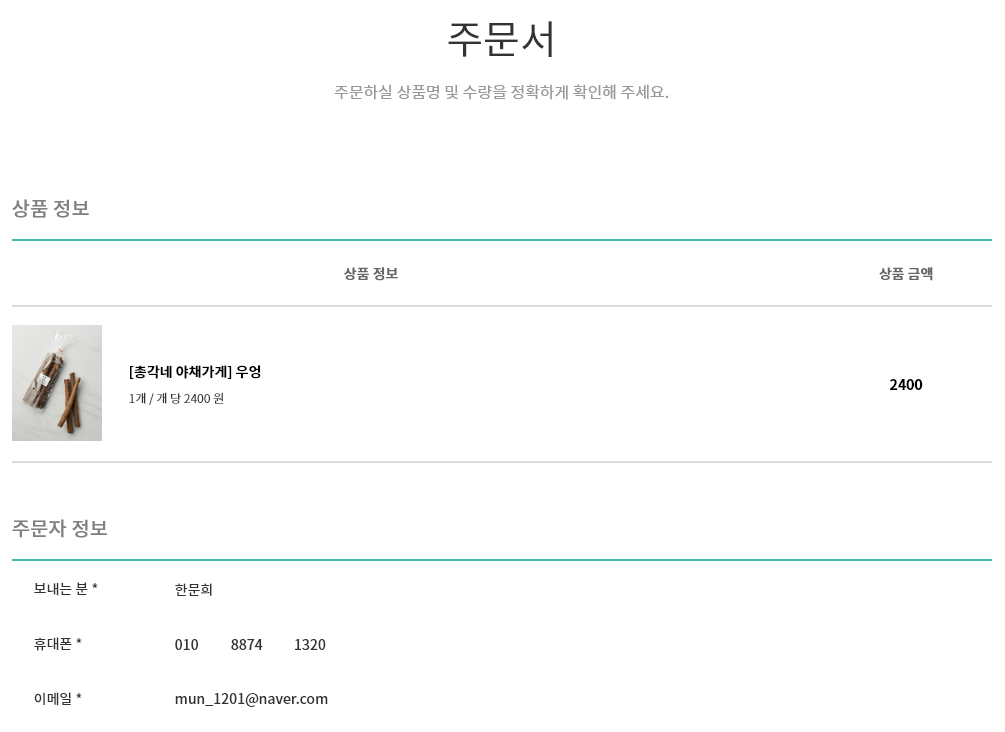 주문서
주문하실 상품명 및 수량을 정확하게 확인해 주세요.
상품 정보
상품 정보 상품 금액
[총각네 야채가게] 우엉
1개 / 개 당 2400 원
2400
주문자 정보
보내는 분 * 한문희
휴대폰 * 010 8874 1320
이메일 * mun_1201@naver.com